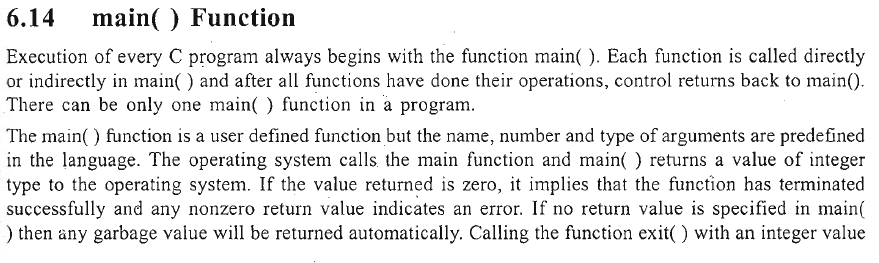 6.14 main( ) Function
Execution of every C program always begins with the function main( ). Each function is called directly
or indirectly in main( ) and after all functions have done their operations, control returns back to main().
There can be only one main( ) function in a program.
The main( ) function is a user defined function but the name, number and type of arguments are predefined
in the language. The operating system calls the main function and main( ) returns a value of integer
type to the operating system. If the value returned is zero, it implies that the function has terminated
successfully and any nonzero return value indicates an error. If no return value is specified in main(
) then any garbage value will be returned automatically. Calling the function exit( ) with an integer value